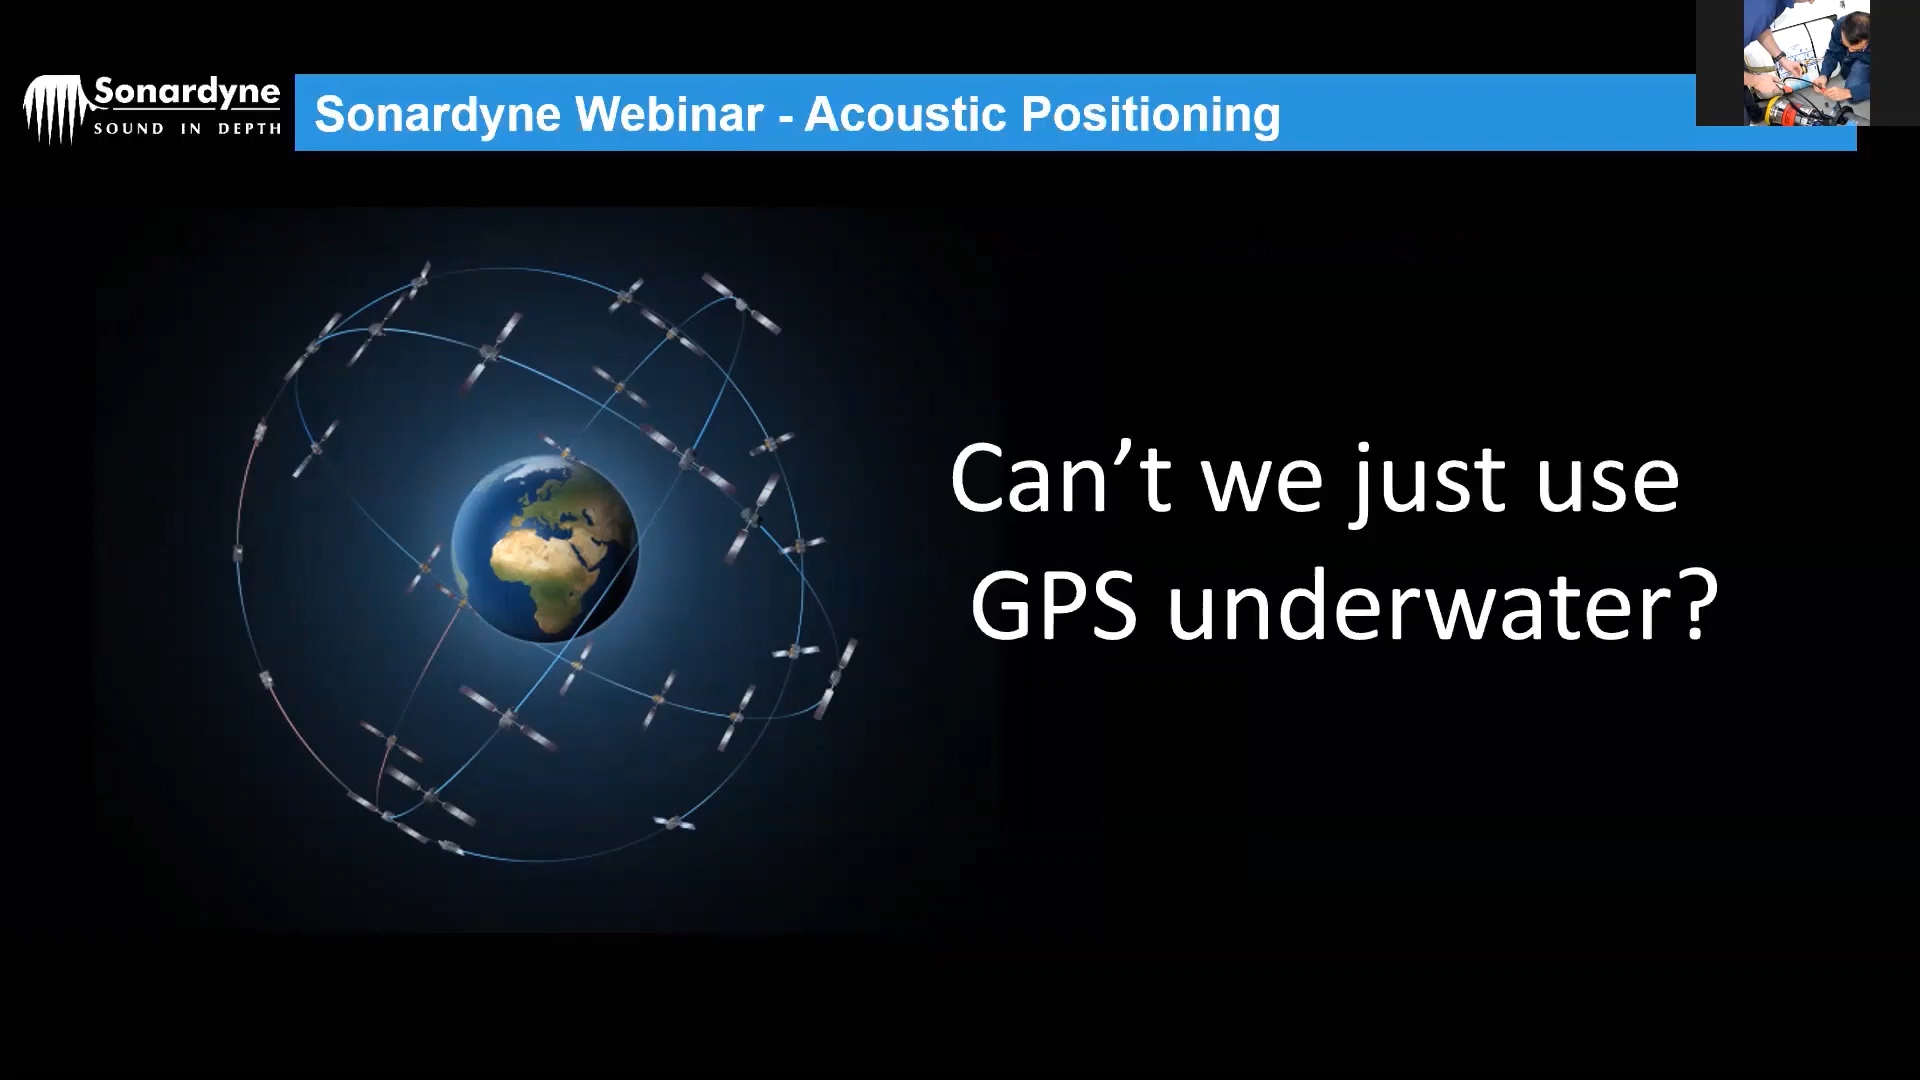 Sonardyne
SOUND IN DEPTH
Sonardyne Webinar - Acoustic Positioning
Can’t we just use
GPS underwater?